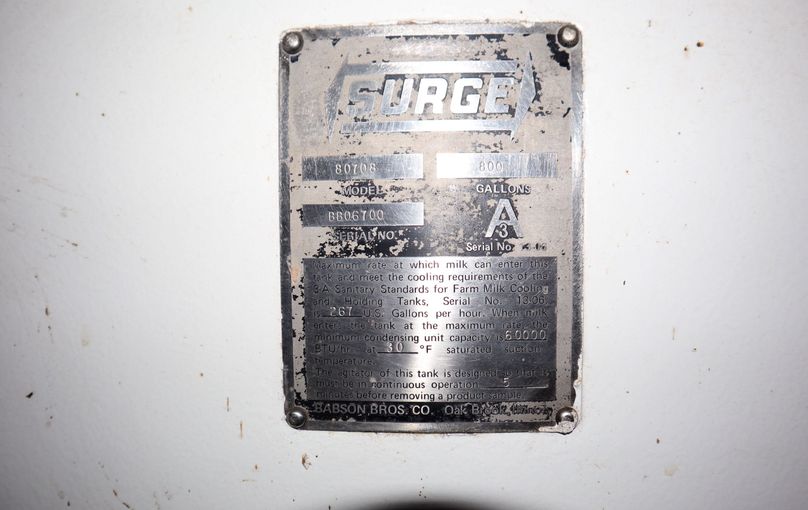 SURGE
80708 800
MODEL GALLONS
BB06700
SERIAL NO. A
3
Serial No.
Maximum rate at which milk can enter this
tank and meet the cooling requirements of the
3-A Sanitary Standards for Farm Milk Cooling
and Holding Tanks, Serial No. 13-06,
is 267 U.S. Gallons per hour. When milk
enters the tank at the maximum rate, the
minimum condensing unit capacity is 60000
BTU/hr. at 30 °F saturated suction
temperature.
The agitator of this tank is designed so that is
must be in continuous operation 5
minutes before removing a product sample.
BABSON BROS. CO. Oak Brook, Illinois